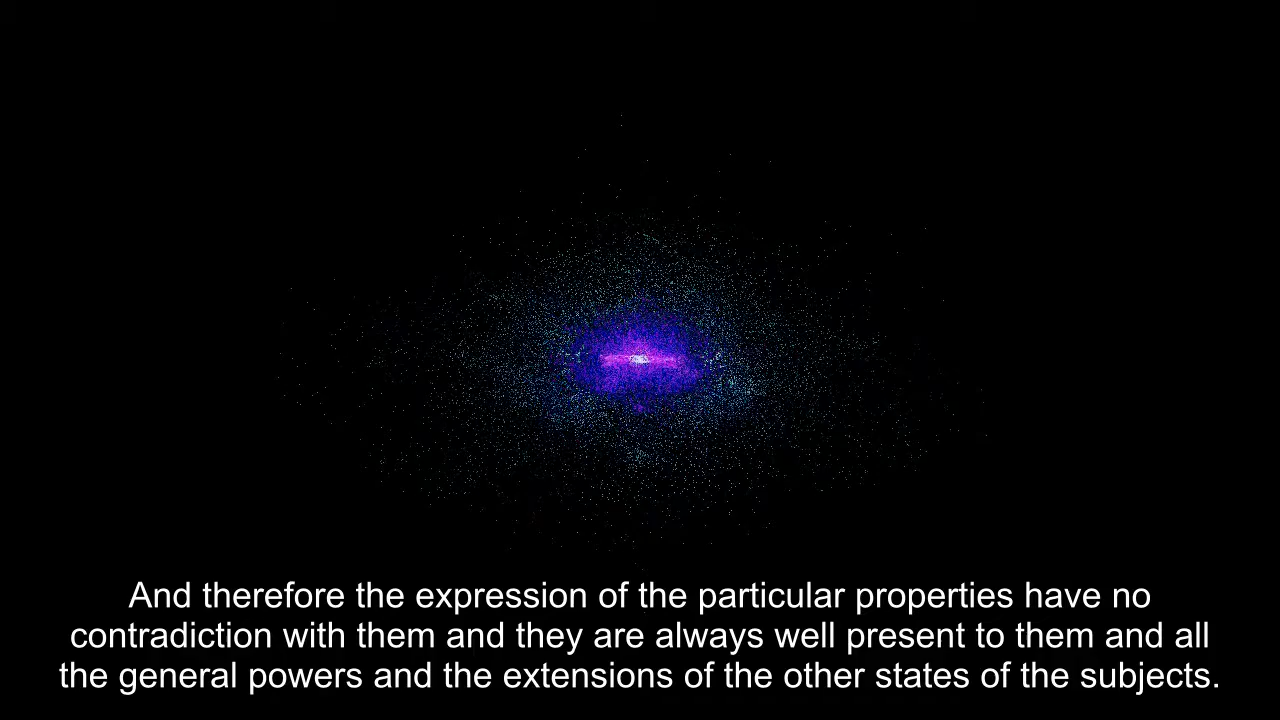 And therefore the expression of the particular properties have no
contradiction with them and they are always well present to them and all
the general powers and the extensions of the other states of the subjects.